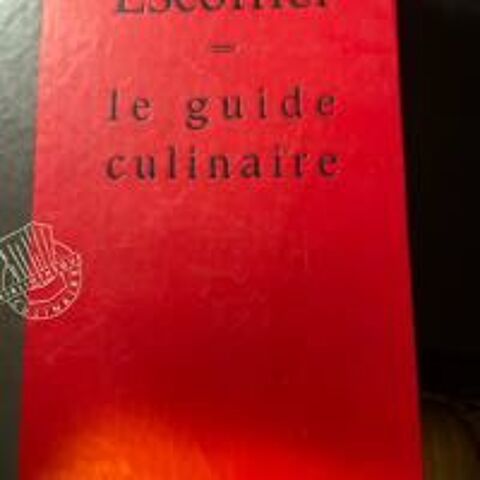 Escoffier
=
le guide
culinaire